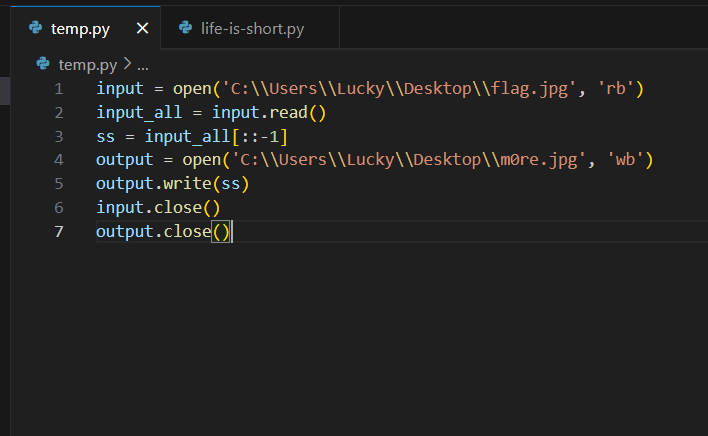 temp.py life-is-short.py
temp.py > ...
1 input = open('C:\\Users\\Lucky\\Desktop\\flag.jpg', 'rb')
2 input_all = input.read()
3 ss = input_all[::-1]
4 output = open('C:\\Users\\Lucky\\Desktop\\m0re.jpg', 'wb')
5 output.write(ss)
6 input.close()
7 output.close()